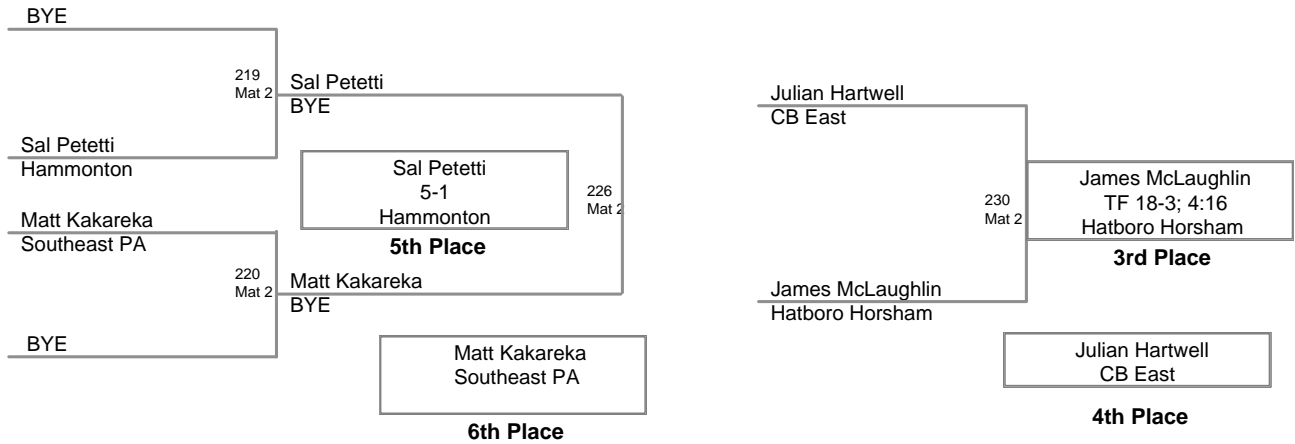 BYE
219
Mat 2
Sal Petetti
BYE
Sal Petetti
Hammonton
Sal Petetti
5-1
Hammonton
5th Place
226
Mat 2
Matt Kakareka
Southeast PA
220
Mat 2
Matt Kakareka
BYE
BYE
Matt Kakareka
Southeast PA
6th Place
Julian Hartwell
CB East
230
Mat 2
James McLaughlin
TF 18-3; 4:16
Hatboro Horsham
3rd Place
James McLaughlin
Hatboro Horsham
Julian Hartwell
CB East
4th Place